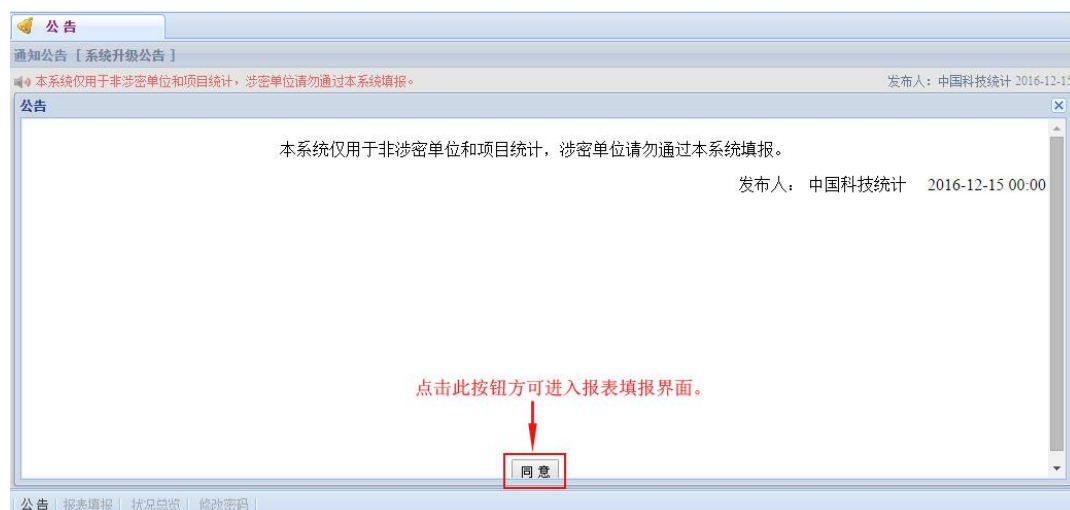 公告
通知公告 [ 系统升级公告 ]
本系统仅用于非涉密单位和项目统计，涉密单位请勿通过本系统填报。 发布人：中国科技统计 2016-12-15
公告
本系统仅用于非涉密单位和项目统计，涉密单位请勿通过本系统填报。
发布人： 中国科技统计 2016-12-15 00:00
点击此按钮方可进入报表填报界面。
同意
公告 | 报表填报 | 状况总览 | 修改密码 |